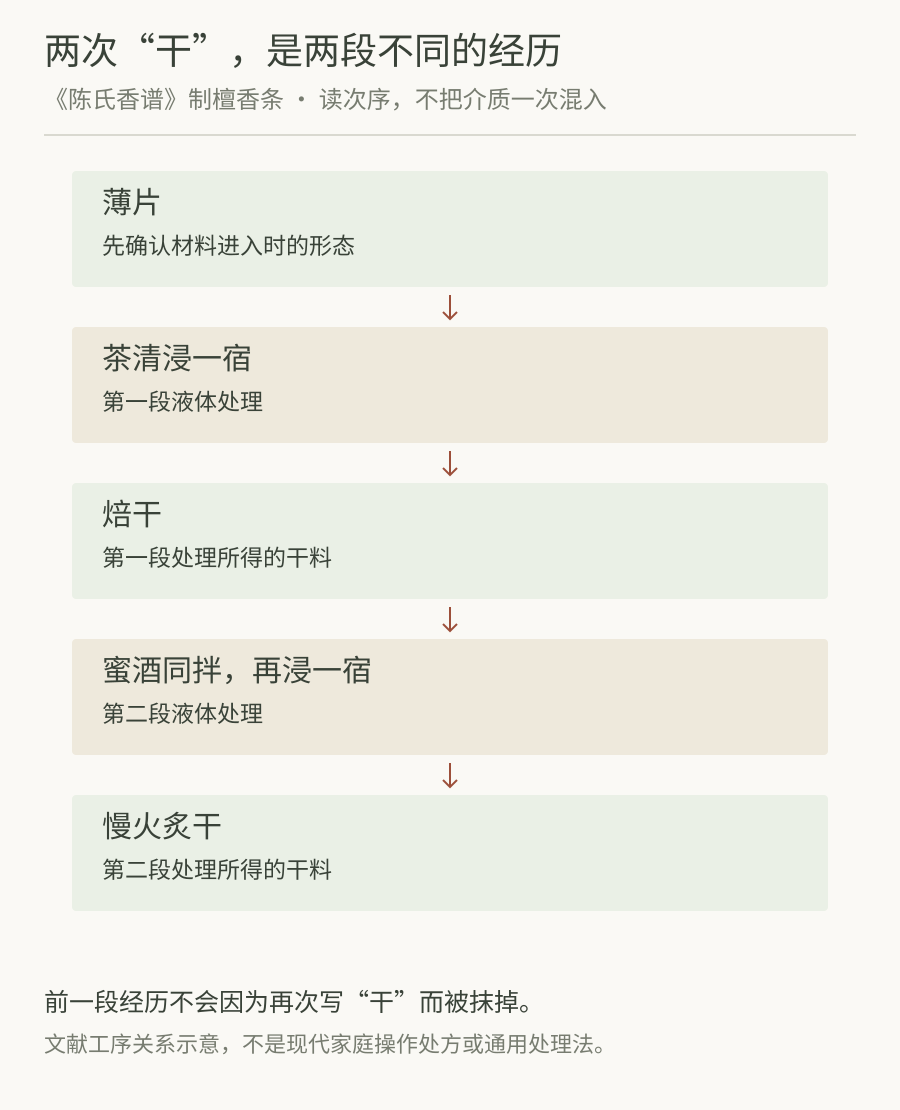 两次“干”，是两段不同的经历
《陈氏香谱》制檀香条 · 读次序，不把介质一次混入
薄片
先确认材料进入时的形态
茶清浸一宿
第一段液体处理
焙干
第一段处理所得的干料
蜜酒同拌，再浸一宿
第二段液体处理
慢火炙干
第二段处理所得的干料
前一段经历不会因为再次写“干”而被抹掉。
文献工序关系示意，不是现代家庭操作处方或通用处理法。